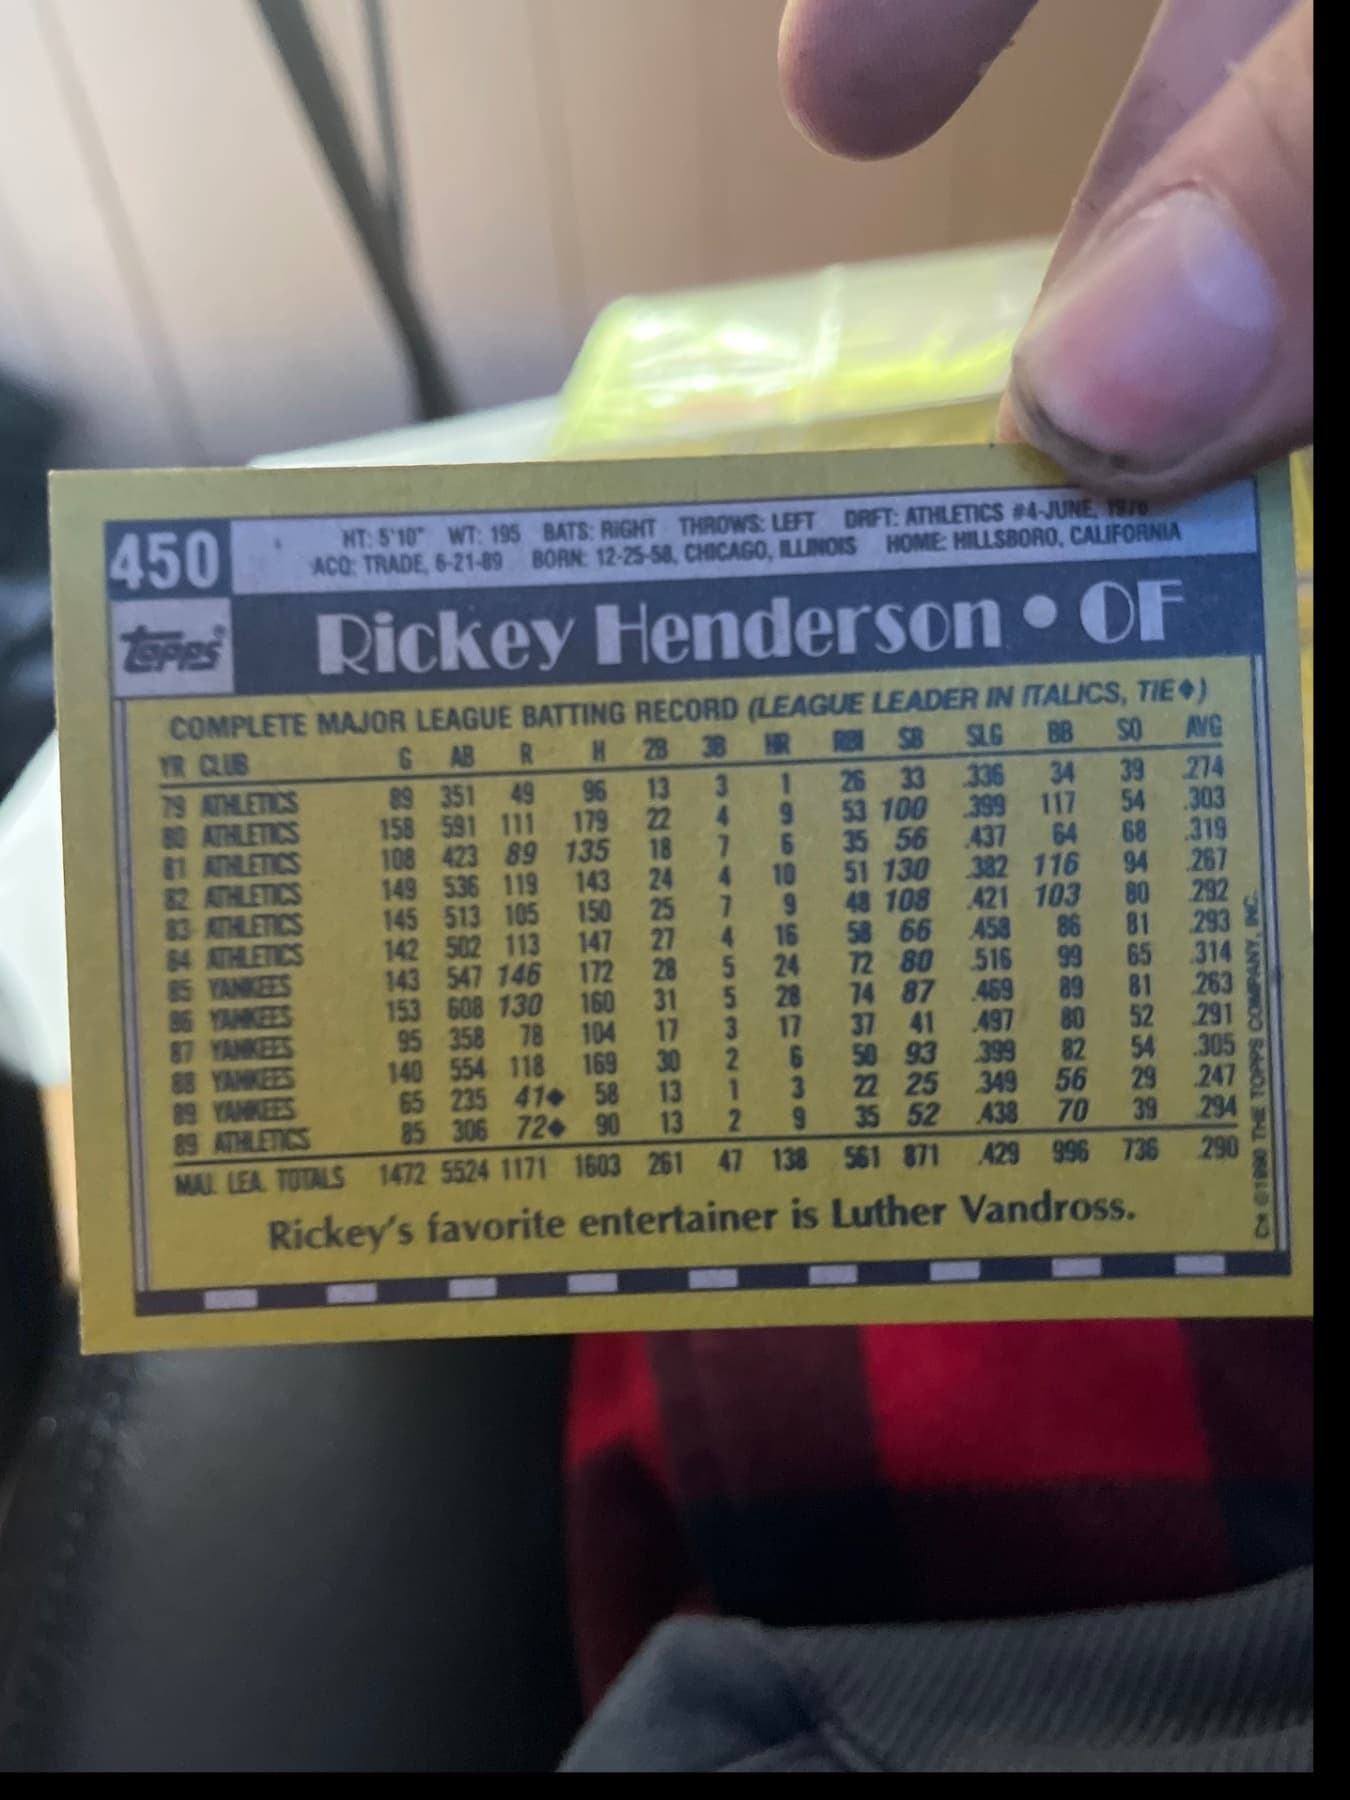 450
HT: 5'10" WT: 195 BATS: RIGHT THROWS: LEFT DRFT: ATHLETICS #4-JUNE, 1976
ACQ: TRADE, 6-21-89 BORN: 12-25-58, CHICAGO, ILLINOIS HOME: HILLSBORO, CALIFORNIA
TOPPS®
Rickey Henderson • OF
COMPLETE MAJOR LEAGUE BATTING RECORD (LEAGUE LEADER IN ITALICS, TIE♦)
YR CLUB G AB R H 2B 3B HR RBI SB SLG BB SO AVG
79 ATHLETICS 89 351 49 96 13 3 1 26 33 .336 34 39 .274
80 ATHLETICS 158 591 111 179 22 4 9 53 100 .399 117 54 .303
81 ATHLETICS 108 423 89 135 18 7 6 35 56 .437 64 68 .319
82 ATHLETICS 149 536 119 143 24 4 10 51 130 .382 116 94 .267
83 ATHLETICS 145 513 105 150 25 7 9 48 108 .421 103 80 .292
84 ATHLETICS 142 502 113 147 27 4 16 58 66 .458 86 81 .293
85 YANKEES 143 547 146 172 28 5 24 72 80 .516 99 65 .314
86 YANKEES 153 608 130 160 31 5 28 74 87 .469 89 81 .263
87 YANKEES 95 358 78 104 17 3 17 37 41 .497 80 52 .291
88 YANKEES 140 554 118 169 30 2 6 50 93 .399 82 54 .305
89 YANKEES 65 235 41♦ 58 13 1 3 22 25 .349 56 29 .247
89 ATHLETICS 85 306 72♦ 90 13 2 9 35 52 .438 70 39 .294
MAJ. LEA. TOTALS 1472 5524 1171 1603 261 47 138 561 871 .429 996 736 .290
Rickey's favorite entertainer is Luther Vandross.
C* ©1990 THE TOPPS COMPANY, INC.